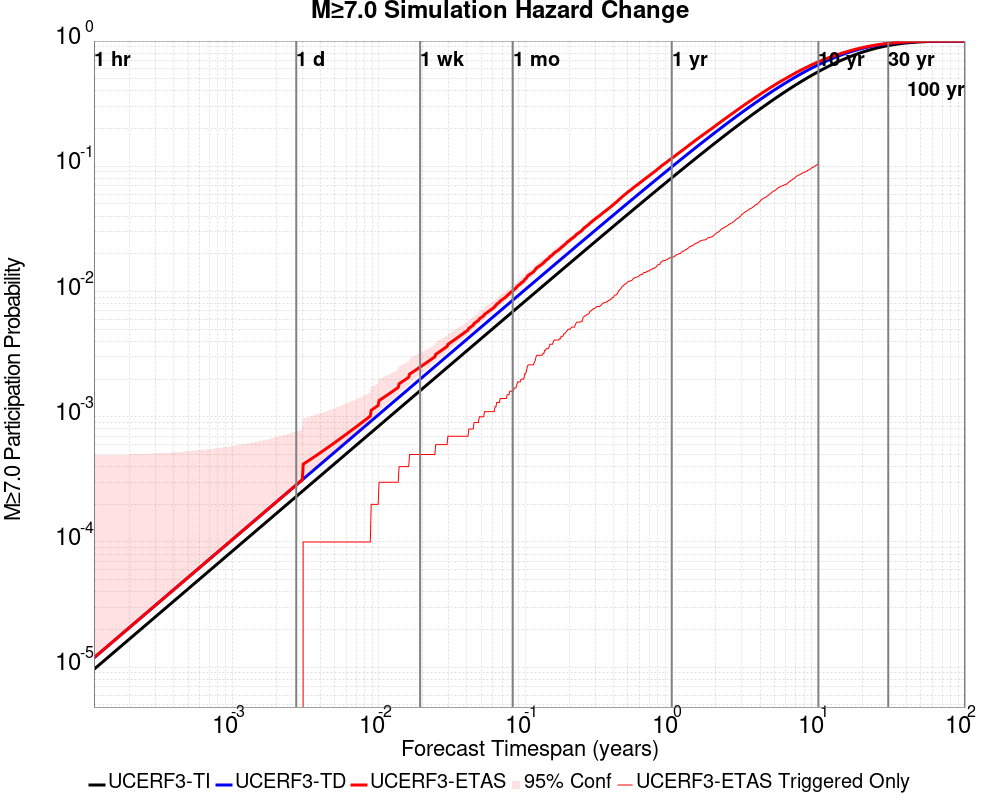 M≥7.0 Simulation Hazard Change
10^0
1 hr
1 d
1 wk
1 mo
1 yr
10 yr
30 yr
100 yr
10^-1
10^-2
10^-3
10^-4
10^-5
M≥7.0 Participation Probability
10^-3
10^-2
10^-1
10^0
10^1
10^2
Forecast Timespan (years)
UCERF3-TI
UCERF3-TD
UCERF3-ETAS
95% Conf
UCERF3-ETAS Triggered Only